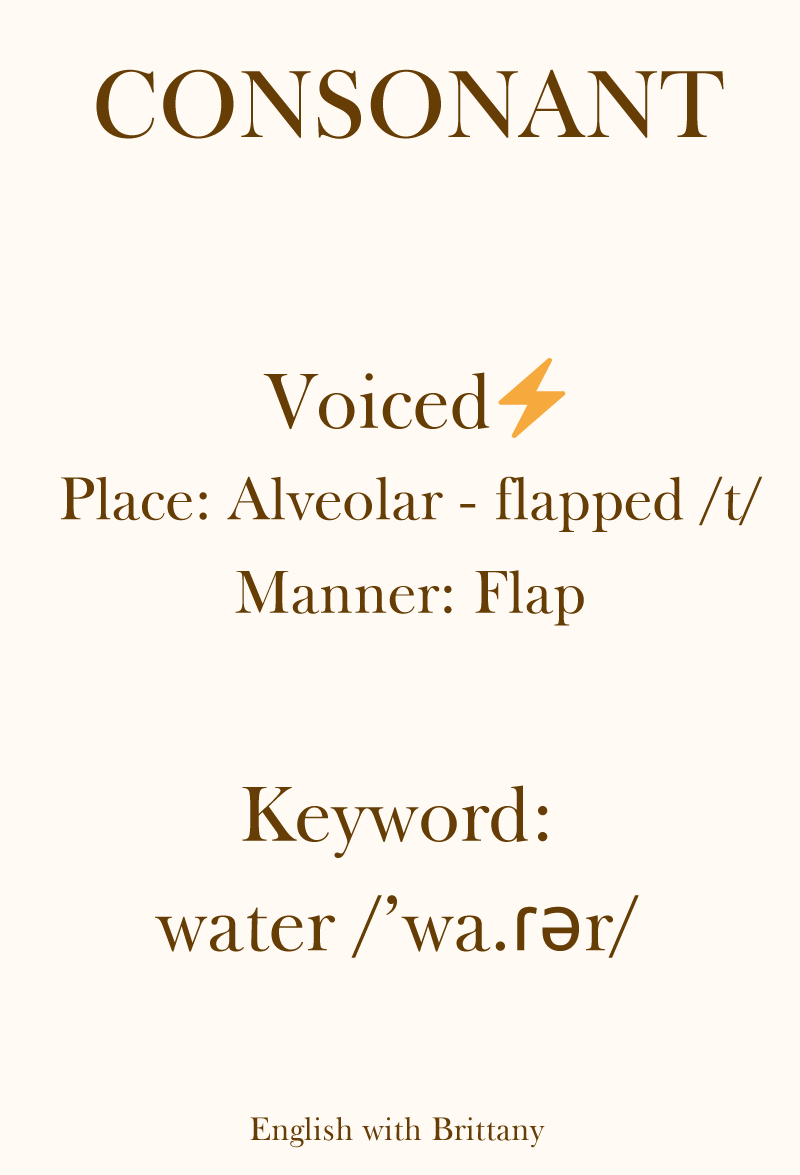 CONSONANT
Voiced⚡
Place: Alveolar - flapped /t/
Manner: Flap
Keyword:
water /’wa.ɾər/
English with Brittany